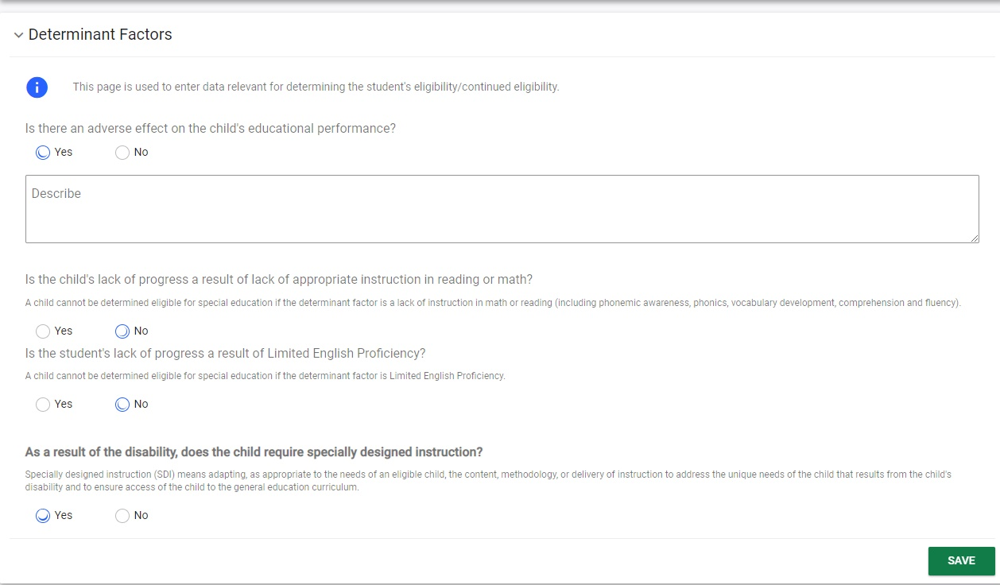 Determinant Factors
This page is used to enter data relevant for determining the student's eligibility/continued eligibility.
Is there an adverse effect on the child's educational performance?
Yes No
Describe
Is the child's lack of progress a result of lack of appropriate instruction in reading or math?
A child cannot be determined eligible for special education if the determinant factor is a lack of instruction in math or reading (including phonemic awareness, phonics, vocabulary development, comprehension and fluency).
Yes No
Is the student's lack of progress a result of Limited English Proficiency?
A child cannot be determined eligible for special education if the determinant factor is Limited English Proficiency.
Yes No
As a result of the disability, does the child require specially designed instruction?
Specially designed instruction (SDI) means adapting, as appropriate to the needs of an eligible child, the content, methodology, or delivery of instruction to address the unique needs of the child that results from the child's
disability and to ensure access of the child to the general education curriculum.
Yes No
SAVE